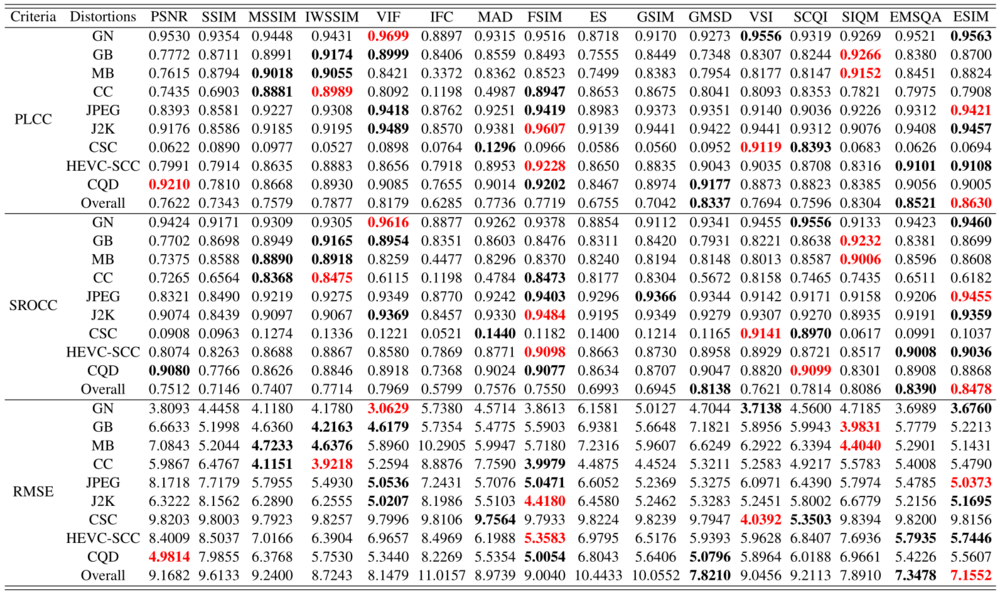 Criteria Distortions PSNR SSIM MSSIM IWSSIM VIF IFC MAD FSIM ES GSIM GMSD VSI SCQI SIQM EMSQA ESIM
GN 0.9530 0.9354 0.9448 0.9431 0.9699 0.8897 0.9315 0.9516 0.8718 0.9170 0.9273 0.9556 0.9319 0.9269 0.9521 0.9563
GB 0.7772 0.8711 0.8991 0.9174 0.8999 0.8406 0.8559 0.8493 0.7555 0.8449 0.7348 0.8307 0.8244 0.9266 0.8380 0.8700
MB 0.7615 0.8794 0.9018 0.9055 0.8421 0.3372 0.8362 0.8523 0.7499 0.8383 0.7954 0.8177 0.8147 0.9152 0.8451 0.8824
CC 0.7435 0.6903 0.8881 0.8989 0.8092 0.1198 0.4987 0.8947 0.8653 0.8675 0.8041 0.8093 0.8353 0.7821 0.7975 0.7908
PLCC JPEG 0.8393 0.8581 0.9227 0.9308 0.9418 0.8762 0.9251 0.9419 0.8983 0.9373 0.9351 0.9140 0.9036 0.9226 0.9312 0.9421
J2K 0.9176 0.8586 0.9185 0.9195 0.9489 0.8570 0.9381 0.9607 0.9139 0.9441 0.9422 0.9441 0.9312 0.9076 0.9408 0.9457
CSC 0.0622 0.0890 0.0977 0.0527 0.0898 0.0764 0.1296 0.0966 0.0586 0.0560 0.0952 0.9119 0.8393 0.0683 0.0626 0.0694
HEVC-SCC 0.7991 0.7914 0.8635 0.8883 0.8656 0.7918 0.8953 0.9228 0.8650 0.8835 0.9043 0.9035 0.8708 0.8316 0.9101 0.9108
CQD 0.9210 0.7810 0.8668 0.8930 0.9085 0.7655 0.9014 0.9202 0.8467 0.8974 0.9177 0.8873 0.8823 0.8385 0.9056 0.9005
Overall 0.7622 0.7343 0.7579 0.7877 0.8179 0.6285 0.7736 0.7719 0.6755 0.7042 0.8337 0.7694 0.7596 0.8304 0.8521 0.8630
GN 0.9424 0.9171 0.9309 0.9305 0.9616 0.8877 0.9262 0.9378 0.8854 0.9112 0.9341 0.9455 0.9556 0.9133 0.9423 0.9460
GB 0.7702 0.8698 0.8949 0.9165 0.8954 0.8351 0.8603 0.8476 0.8311 0.8420 0.7931 0.8221 0.8638 0.9232 0.8381 0.8699
MB 0.7375 0.8588 0.8890 0.8918 0.8259 0.4477 0.8296 0.8370 0.8240 0.8194 0.8148 0.8013 0.8587 0.9006 0.8596 0.8608
CC 0.7265 0.6564 0.8368 0.8475 0.6115 0.1198 0.4784 0.8473 0.8177 0.8304 0.5672 0.8158 0.7465 0.7435 0.6511 0.6182
SROCC JPEG 0.8321 0.8490 0.9219 0.9275 0.9349 0.8770 0.9242 0.9403 0.9296 0.9366 0.9344 0.9142 0.9171 0.9158 0.9206 0.9455
J2K 0.9074 0.8439 0.9097 0.9067 0.9369 0.8457 0.9330 0.9484 0.9195 0.9349 0.9279 0.9307 0.9270 0.8935 0.9191 0.9359
CSC 0.0908 0.0963 0.1274 0.1336 0.1221 0.0521 0.1440 0.1182 0.1400 0.1214 0.1165 0.9141 0.8970 0.0617 0.0991 0.1037
HEVC-SCC 0.8074 0.8263 0.8688 0.8867 0.8580 0.7869 0.8771 0.9098 0.8663 0.8730 0.8958 0.8929 0.8721 0.8517 0.9008 0.9036
CQD 0.9080 0.7766 0.8626 0.8846 0.8918 0.7368 0.9024 0.9077 0.8634 0.8707 0.9047 0.8820 0.9099 0.8301 0.8908 0.8868
Overall 0.7512 0.7146 0.7407 0.7714 0.7969 0.5799 0.7576 0.7550 0.6993 0.6945 0.8138 0.7621 0.7814 0.8086 0.8390 0.8478
GN 3.8093 4.4458 4.1180 4.1780 3.0629 5.7380 4.5714 3.8613 6.1581 5.0127 4.7044 3.7138 4.5600 4.7185 3.6989 3.6760
GB 6.6633 5.1998 4.6360 4.2163 4.6179 5.7354 5.4775 5.5903 6.9381 5.6648 7.1821 5.8956 5.9943 3.9831 5.7779 5.2213
MB 7.0843 5.2044 4.7233 4.6376 5.8960 10.2905 5.9947 5.7180 7.2316 5.9607 6.6249 6.2922 6.3394 4.4040 5.2901 5.1431
CC 5.9867 6.4767 4.1151 3.9218 5.2594 8.8876 7.7590 3.9979 4.4875 4.4524 5.3211 5.2583 4.9217 5.5783 5.4008 5.4790
RMSE JPEG 8.1718 7.7179 5.7955 5.4930 5.0536 7.2431 5.7076 5.0471 6.6052 5.2369 5.3275 6.0971 6.4390 5.7974 5.4785 5.0373
J2K 6.3222 8.1562 6.2890 6.2555 5.0207 8.1986 5.5103 4.4180 6.4580 5.2462 5.3283 5.2451 5.8002 6.6779 5.2156 5.1695
CSC 9.8203 9.8003 9.7923 9.8257 9.7996 9.8106 9.7564 9.7933 9.8224 9.8239 9.7947 4.0392 5.3503 9.8394 9.8200 9.8156
HEVC-SCC 8.4009 8.5037 7.0166 6.3904 6.9657 8.4969 6.1988 5.3583 6.9795 6.5176 5.9393 5.9628 6.8407 7.6936 5.7935 5.7446
CQD 4.9814 7.9855 6.3768 5.7530 5.3440 8.2269 5.5354 5.0054 6.8043 5.6406 5.0796 5.8964 6.0188 6.9661 5.4226 5.5607
Overall 9.1682 9.6133 9.2400 8.7243 8.1479 11.0157 8.9739 9.0040 10.4433 10.0552 7.8210 9.0456 9.2113 7.8910 7.3478 7.1552